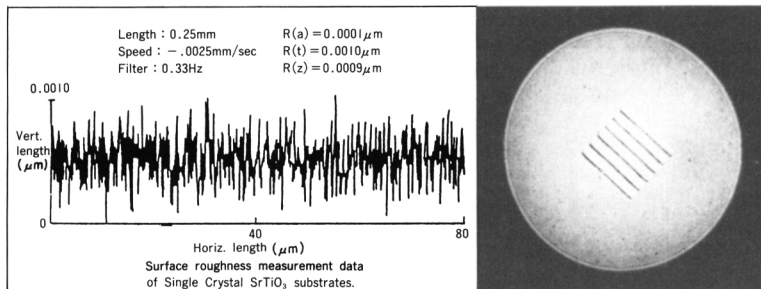 Length : 0.25mm R(a)=0.0001μm
Speed : −.0025mm/sec R(t)=0.0010μm
Filter : 0.33Hz R(z)=0.0009μm
0.0010
Vert.
length
(μm)
0
40
80
Horiz. length (μm)
Surface roughness measurement data
of Single Crystal SrTiO₃ substrates.